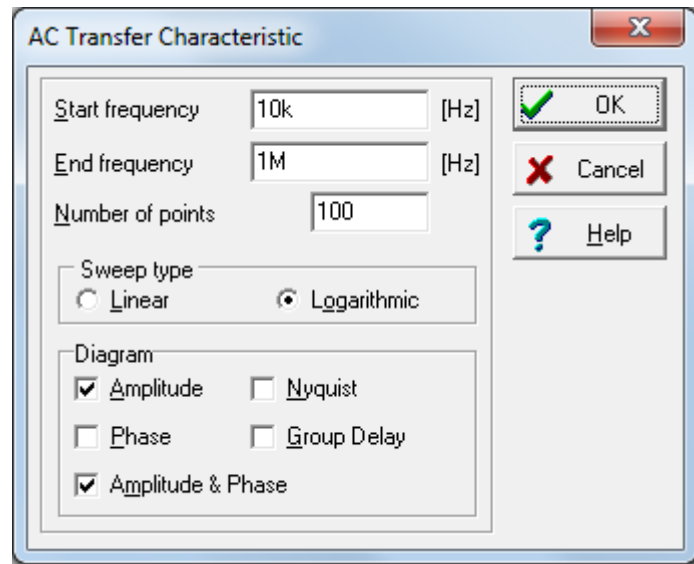 AC Transfer Characteristic
Start frequency 10k [Hz]
End frequency 1M [Hz]
Number of points 100
Sweep type
Linear Logarithmic
Diagram
Amplitude Nyquist
Phase Group Delay
Amplitude & Phase
OK
Cancel
? Help